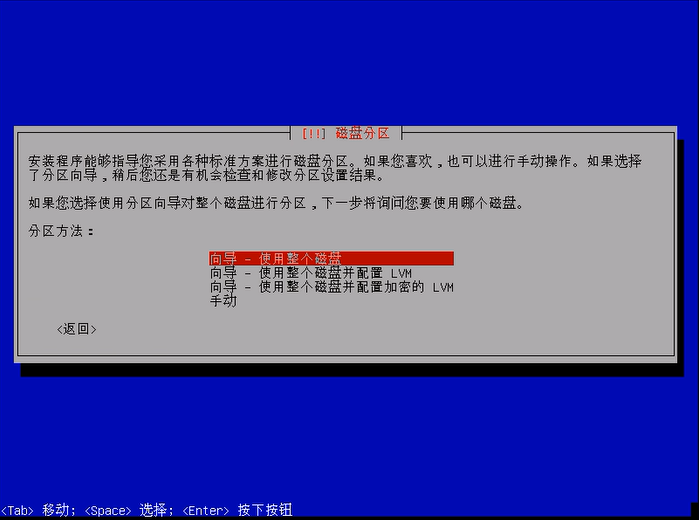 [!!] 磁盘分区
安装程序能够指导您采用各种标准方案进行磁盘分区。如果您喜欢，也可以进行手动操作。如果选择
了分区向导，稍后您还是有机会检查和修改分区设置结果。
如果您选择使用分区向导对整个磁盘进行分区，下一步将询问您要使用哪个磁盘。
分区方法：
向导 - 使用整个磁盘
向导 - 使用整个磁盘并配置 LVM
向导 - 使用整个磁盘并配置加密的 LVM
手动
<返回>
<Tab> 移动; <Space> 选择; <Enter> 按下按钮